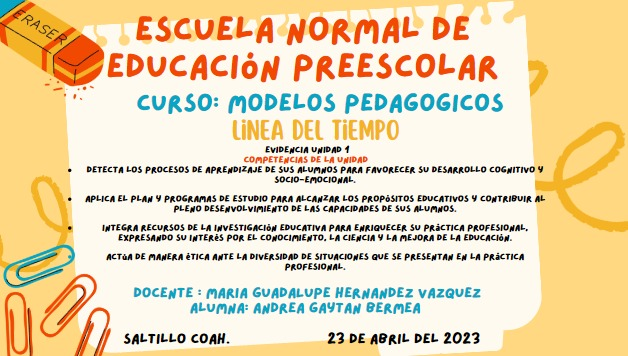 ERASER
ESCUELA NORMAL DE
EDUCACIÓN PREESCOLAR
CURSO: MODELOS PEDAGOGICOS
LÍNEA DEL TIEMPO
EVIDENCIA UNIDAD 1
COMPETENCIAS DE LA UNIDAD
• DETECTA LOS PROCESOS DE APRENDIZAJE DE SUS ALUMNOS PARA FAVORECER SU DESARROLLO COGNITIVO Y
SOCIO-EMOCIONAL.
• APLICA EL PLAN Y PROGRAMAS DE ESTUDIO PARA ALCANZAR LOS PROPÓSITOS EDUCATIVOS Y CONTRIBUIR AL
PLENO DESENVOLVIMIENTO DE LAS CAPACIDADES DE SUS ALUMNOS.
• INTEGRA RECURSOS DE LA INVESTIGACIÓN EDUCATIVA PARA ENRIQUECER SU PRÁCTICA PROFESIONAL,
EXPRESANDO SU INTERÉS POR EL CONOCIMIENTO, LA CIENCIA Y LA MEJORA DE LA EDUCACIÓN.
ACTÚA DE MANERA ÉTICA ANTE LA DIVERSIDAD DE SITUACIONES QUE SE PRESENTAN EN LA PRÁCTICA
PROFESIONAL.
DOCENTE : MARIA GUADALUPE HERNANDEZ VAZQUEZ
ALUMNA: ANDREA GAYTAN BERMEA
SALTILLO COAH. 23 DE ABRIL DEL 2023